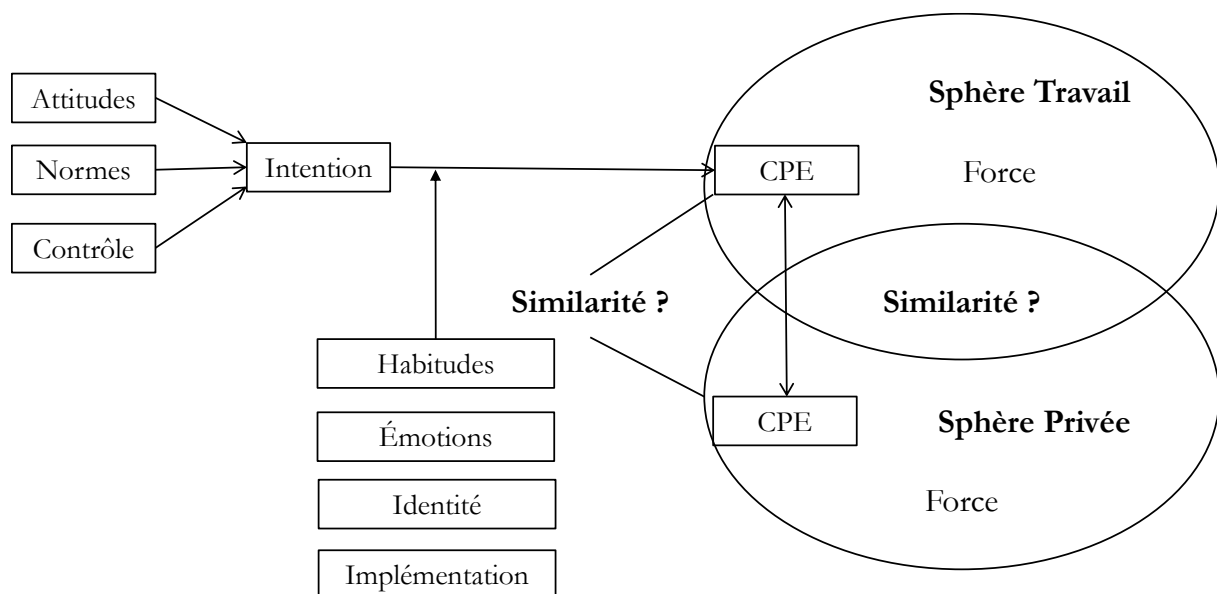 Sphère Travail
Attitudes
Normes
Intention
CPE
Force
Contrôle
Similarité ?
Similarité ?
Habitudes
CPE
Sphère Privée
Émotions
Identité
Force
Implémentation